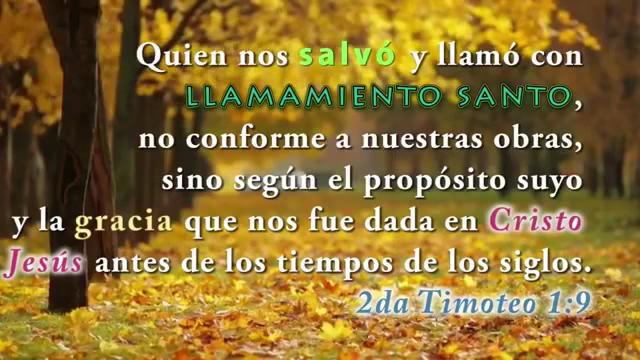 Quien nos salvó y llamó con
LLAMAMIENTO SANTO,
no conforme a nuestras obras,
sino según el propósito suyo
y la gracia que nos fue dada en Cristo
Jesús antes de los tiempos de los siglos.
2da Timoteo 1:9